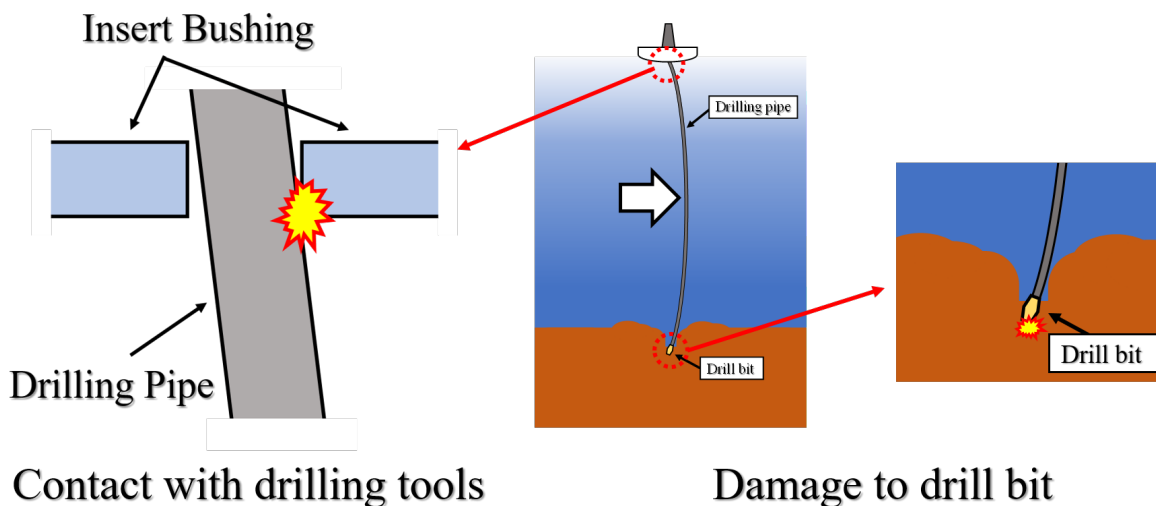 Insert Bushing
Drilling Pipe
Contact with drilling tools
Drilling pipe
Drill bit
Drill bit
Damage to drill bit